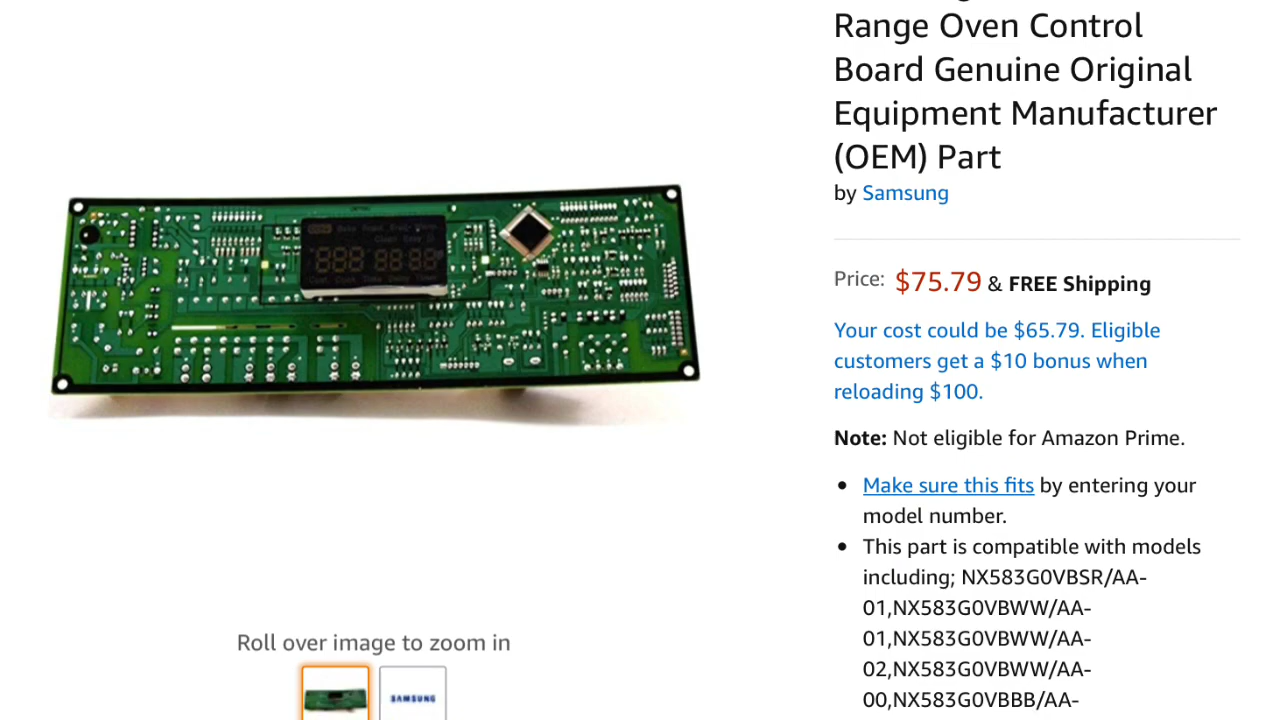 Range Oven Control
Board Genuine Original
Equipment Manufacturer
(OEM) Part
by Samsung
Price: $75.79 & FREE Shipping
Your cost could be $65.79. Eligible
customers get a $10 bonus when
reloading $100.
Note: Not eligible for Amazon Prime.
• Make sure this fits by entering your
model number.
• This part is compatible with models
including; NX583G0VBSR/AA-
01,NX583G0VBWW/AA-
01,NX583G0VBWW/AA-
02,NX583G0VBWW/AA-
00,NX583G0VBBB/AA-
Roll over image to zoom in
SAMSUNG